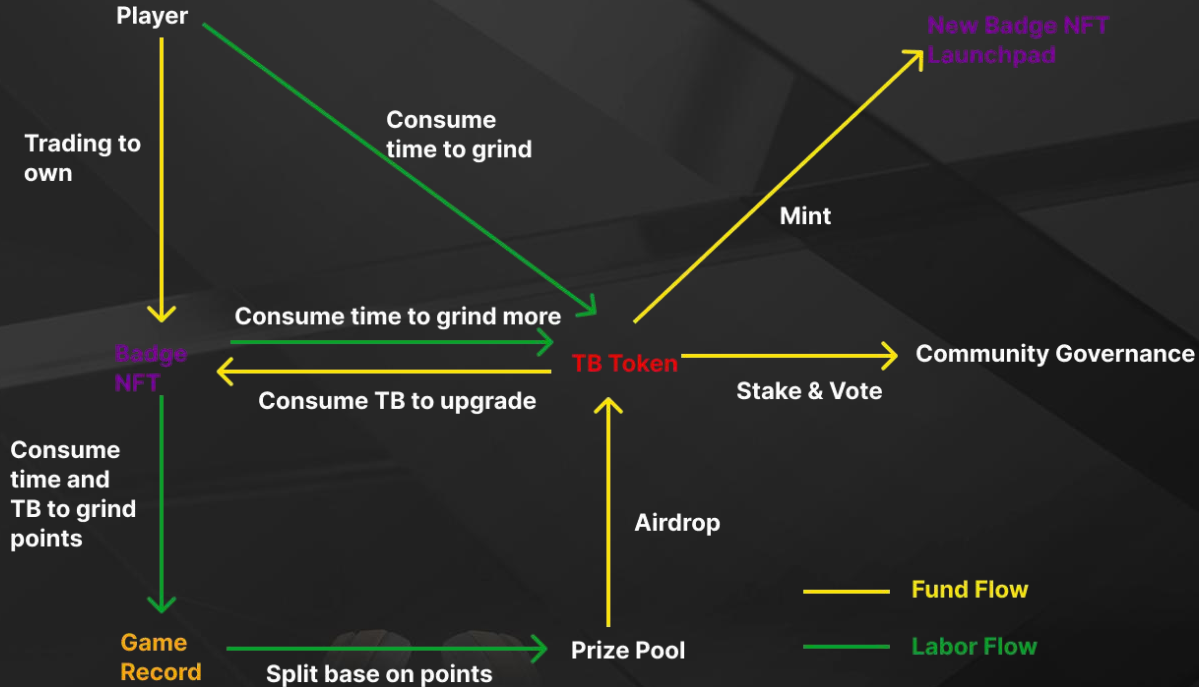 Player
New Badge NFT
Launchpad
Consume
time to grind
Trading to
own
Mint
Consume time to grind more
Badge
NFT
TB Token
Community Governance
Consume TB to upgrade
Stake & Vote
Consume
time and
TB to grind
points
Airdrop
Fund Flow
Game
Record
Prize Pool
Labor Flow
Split base on points